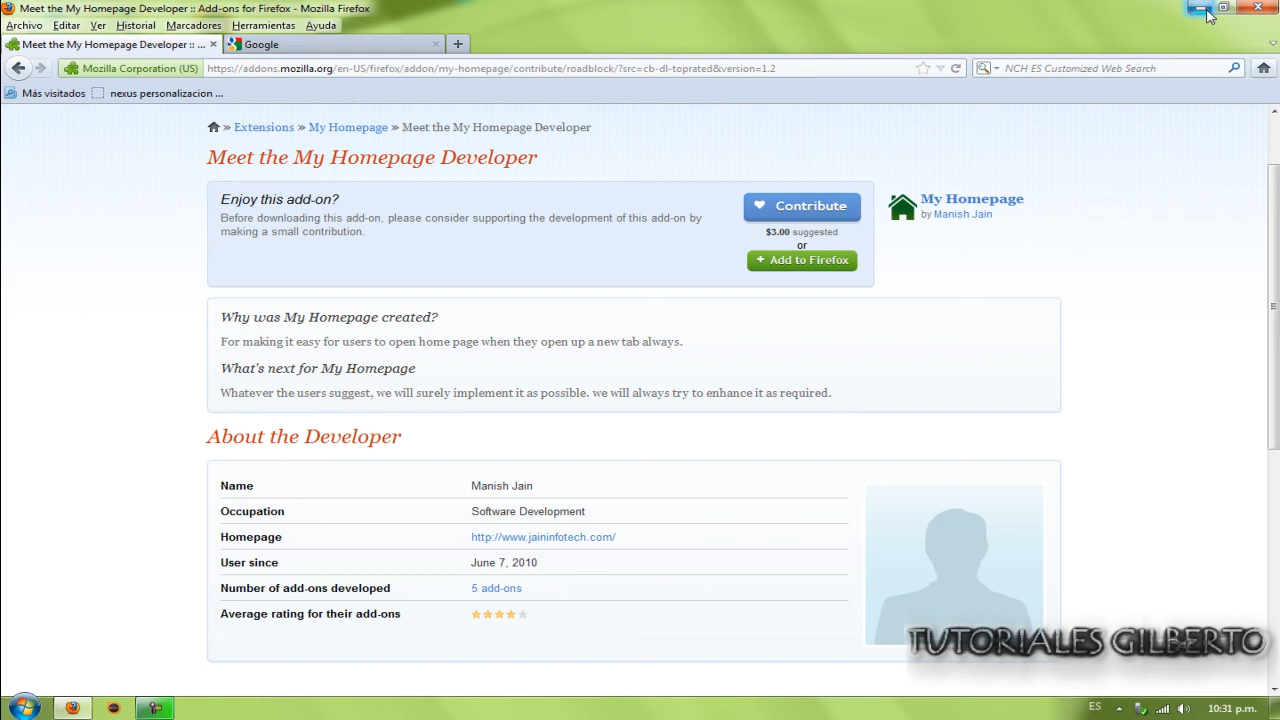 Meet the My Homepage Developer :: Add-ons for Firefox - Mozilla Firefox
Archivo Editar Ver Historial Marcadores Herramientas Ayuda
Meet the My Homepage Developer :: ... Google
Mozilla Corporation (US) https://addons.mozilla.org/en-US/firefox/addon/my-homepage/contribute/roadblock/?src=cb-dl-toprated&version=1.2 NCH ES Customized Web Search
Más visitados nexus personalizacion ...
» Extensions » My Homepage » Meet the My Homepage Developer
Meet the My Homepage Developer
Enjoy this add-on?
Before downloading this add-on, please consider supporting the development of this add-on by
making a small contribution.
Contribute
$3.00 suggested
or
+ Add to Firefox
My Homepage
by Manish Jain
Why was My Homepage created?
For making it easy for users to open home page when they open up a new tab always.
What's next for My Homepage
Whatever the users suggest, we will surely implement it as possible. we will always try to enhance it as required.
About the Developer
Name Manish Jain
Occupation Software Development
Homepage http://www.jaininfotech.com/
User since June 7, 2010
Number of add-ons developed 5 add-ons
Average rating for their add-ons
TUTORIALES GILBERTO
ES 10:31 p.m.